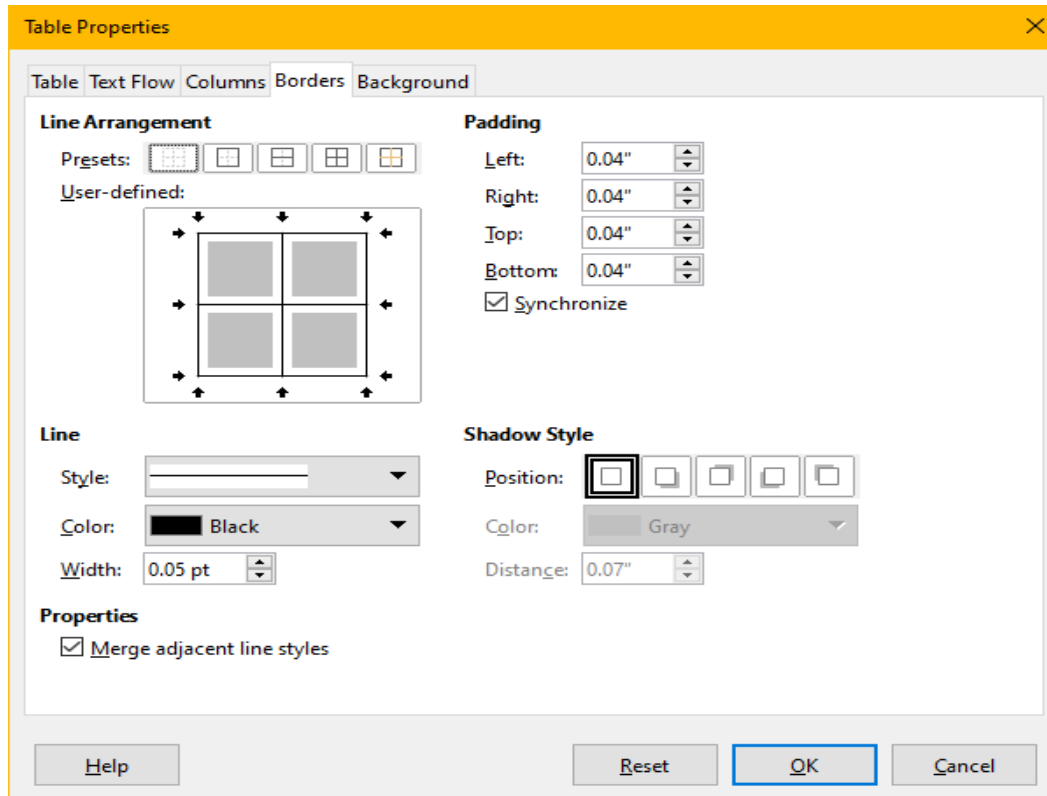 Table Properties
Table Text Flow Columns Borders Background
Line Arrangement
Presets:
User-defined:
Padding
Left: 0.04"
Right: 0.04"
Top: 0.04"
Bottom: 0.04"
Synchronize
Line
Style:
Color: Black
Width: 0.05 pt
Shadow Style
Position:
Color: Gray
Distance: 0.07"
Properties
Merge adjacent line styles
Help Reset OK Cancel